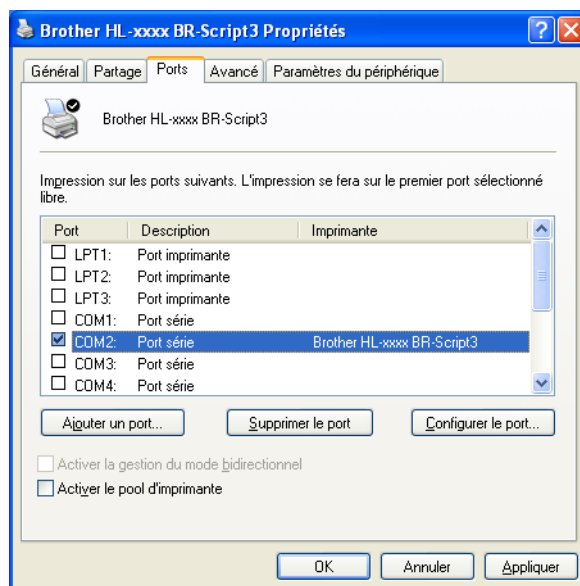 Brother HL-xxxx BR-Script3 Propriétés
Général Partage Ports Avancé Paramètres du périphérique
Brother HL-xxxx BR-Script3
Impression sur les ports suivants. L'impression se fera sur le premier port sélectionné
libre.
Port Description Imprimante
LPT1: Port imprimante
LPT2: Port imprimante
LPT3: Port imprimante
COM1: Port série
COM2: Port série Brother HL-xxxx BR-Script3
COM3: Port série
COM4: Port série
Ajouter un port... Supprimer le port Configurer le port...
Activer la gestion du mode bidirectionnel
Activer le pool d'imprimante
OK Annuler Appliquer